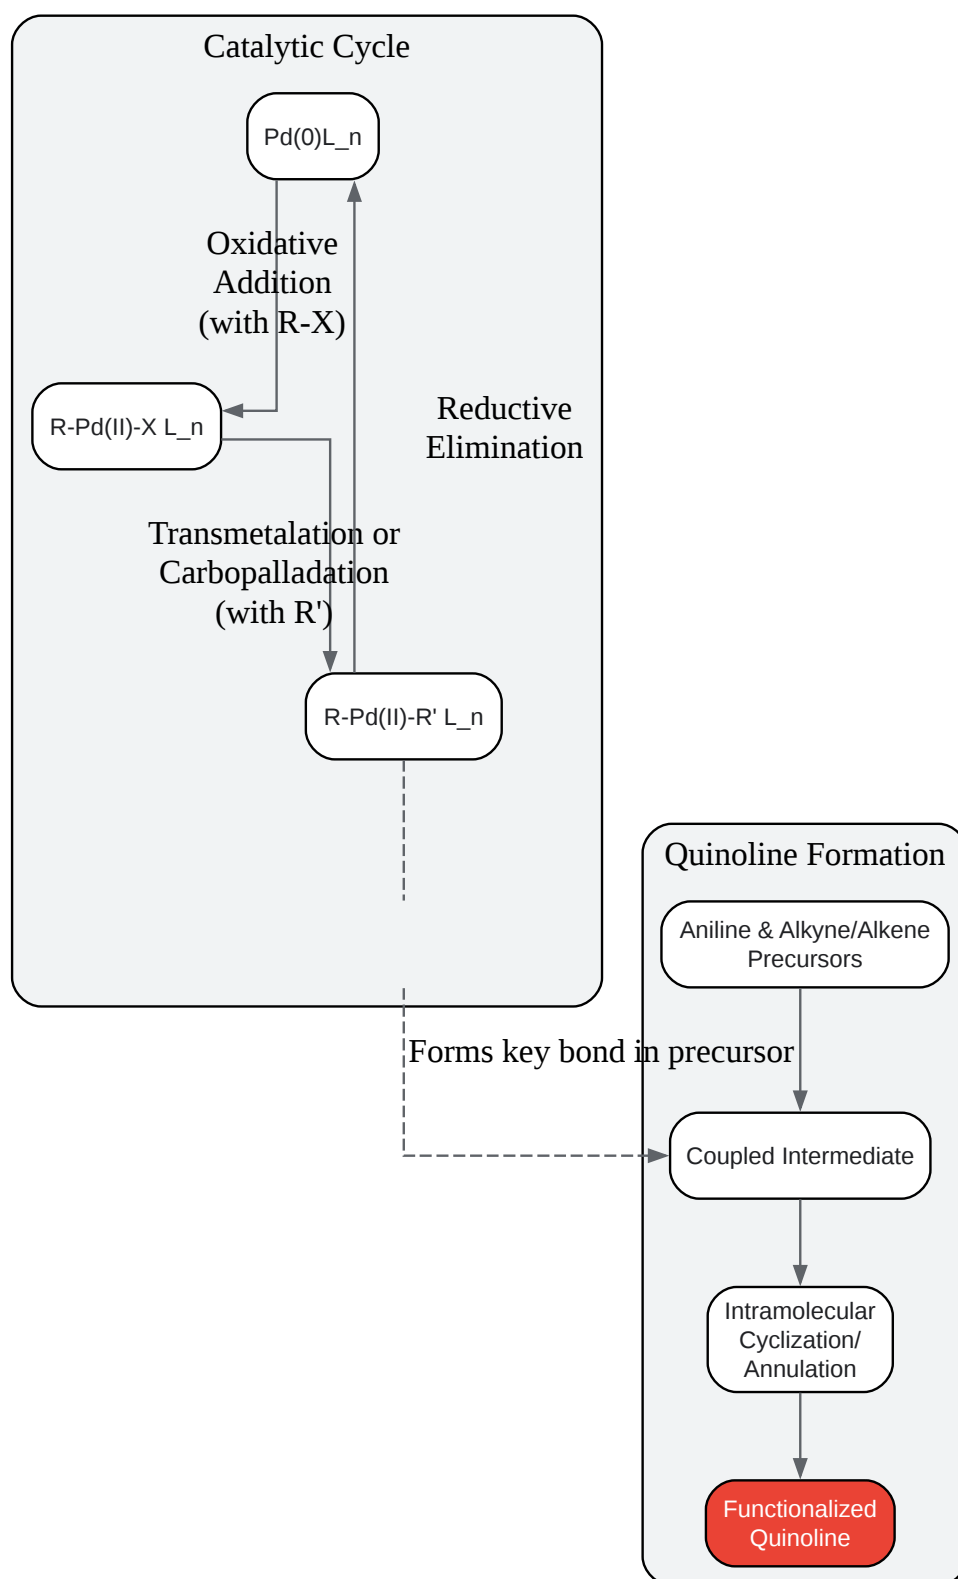 Catalytic Cycle
Pd(0)L_n
Oxidative
Addition
(with R-X)
R-Pd(II)-X L_n
Reductive
Elimination
Transmetalation or
Carbopalladation
(with R')
R-Pd(II)-R' L_n
Quinoline Formation
Aniline & Alkyne/Alkene
Precursors
Forms key bond in precursor
Coupled Intermediate
Intramolecular
Cyclization/
Annulation
Functionalized
Quinoline